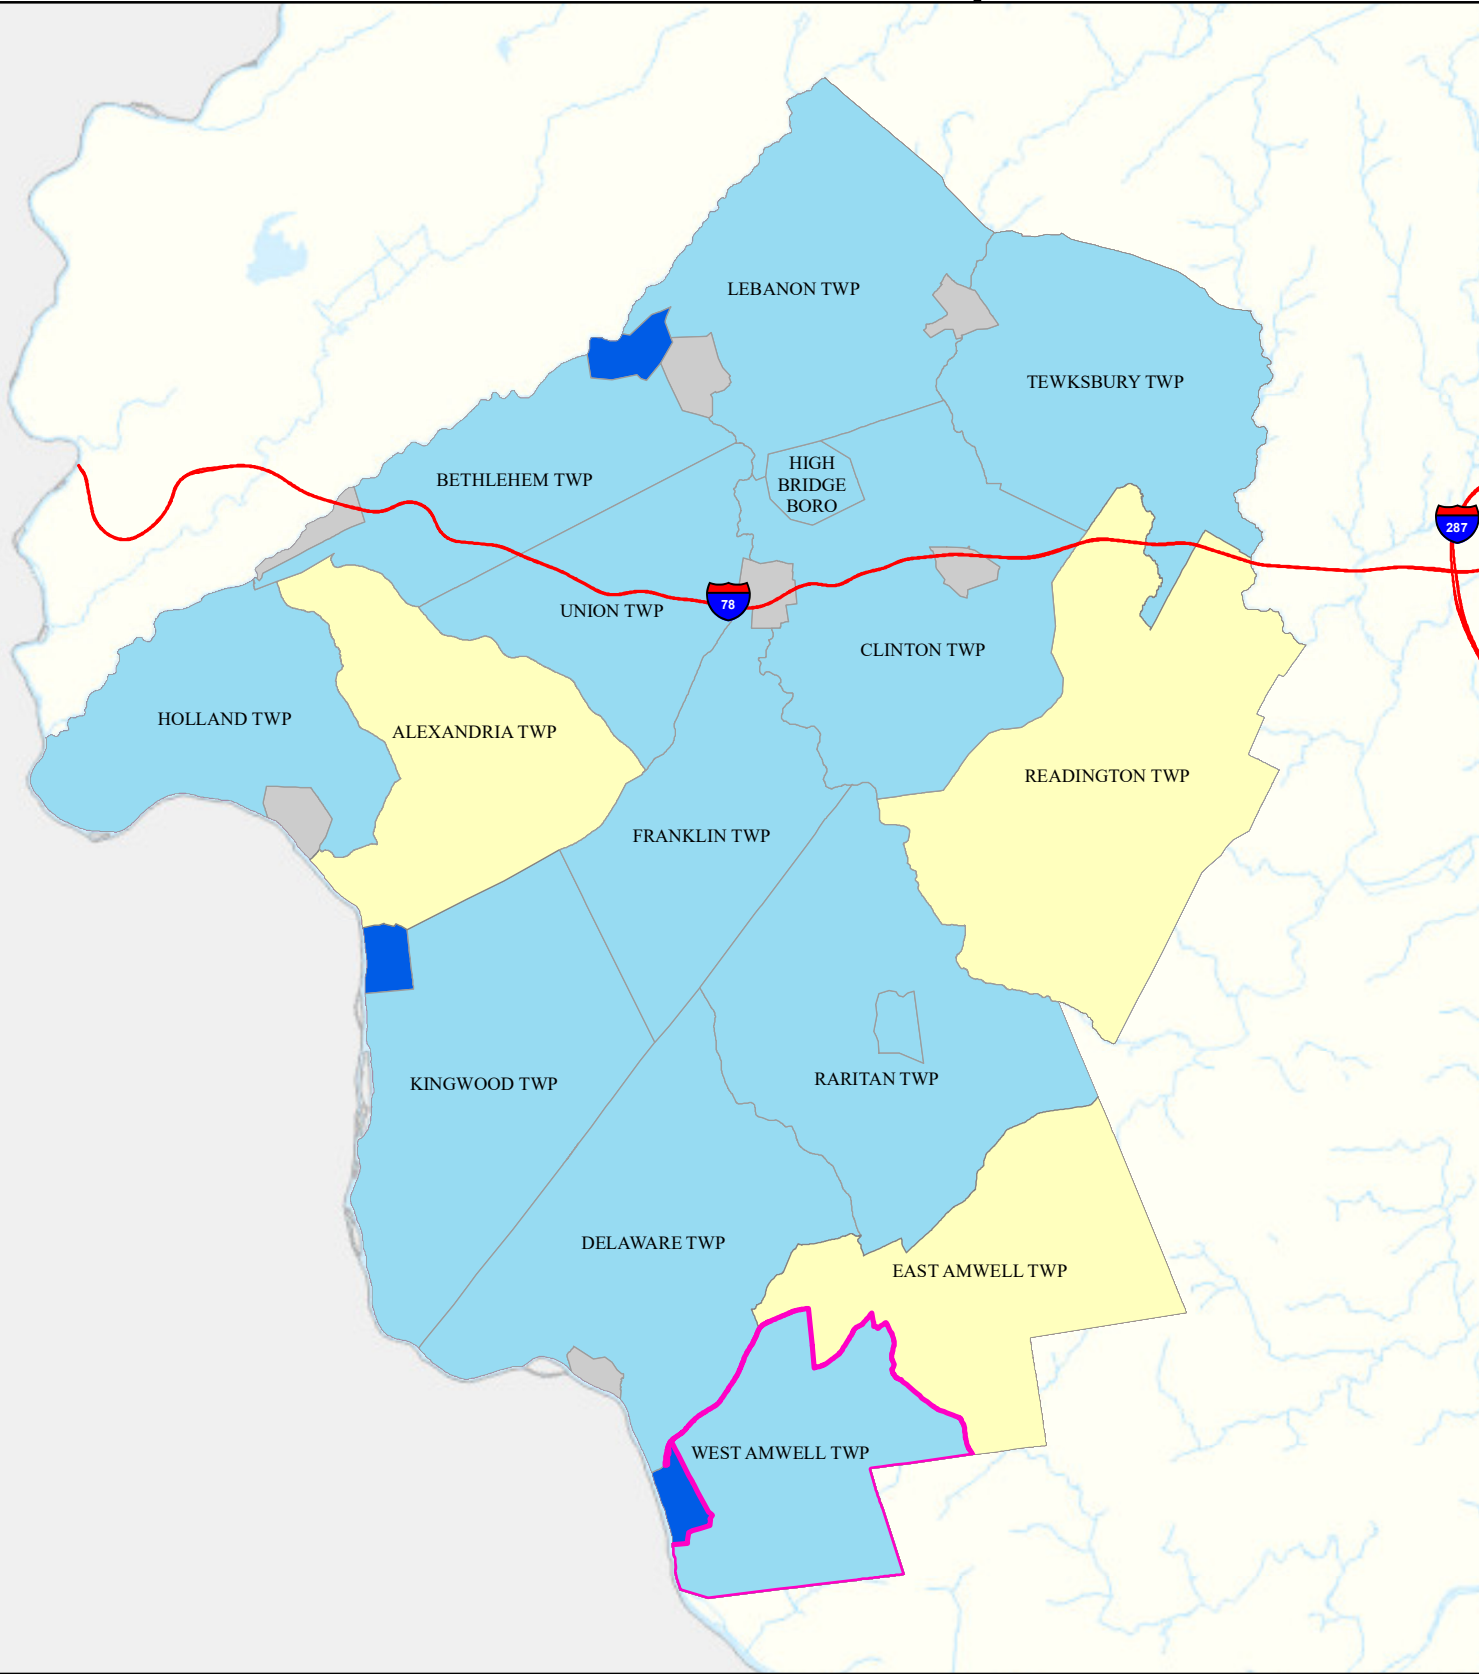 LEBANON TWP
TEWKSBURY TWP
BETHLEHEM TWP
HIGH
BRIDGE
BORO
287
78
UNION TWP
CLINTON TWP
HOLLAND TWP
ALEXANDRIA TWP
READINGTON TWP
FRANKLIN TWP
KINGWOOD TWP
RARITAN TWP
DELAWARE TWP
EAST AMWELL TWP
WEST AMWELL TWP